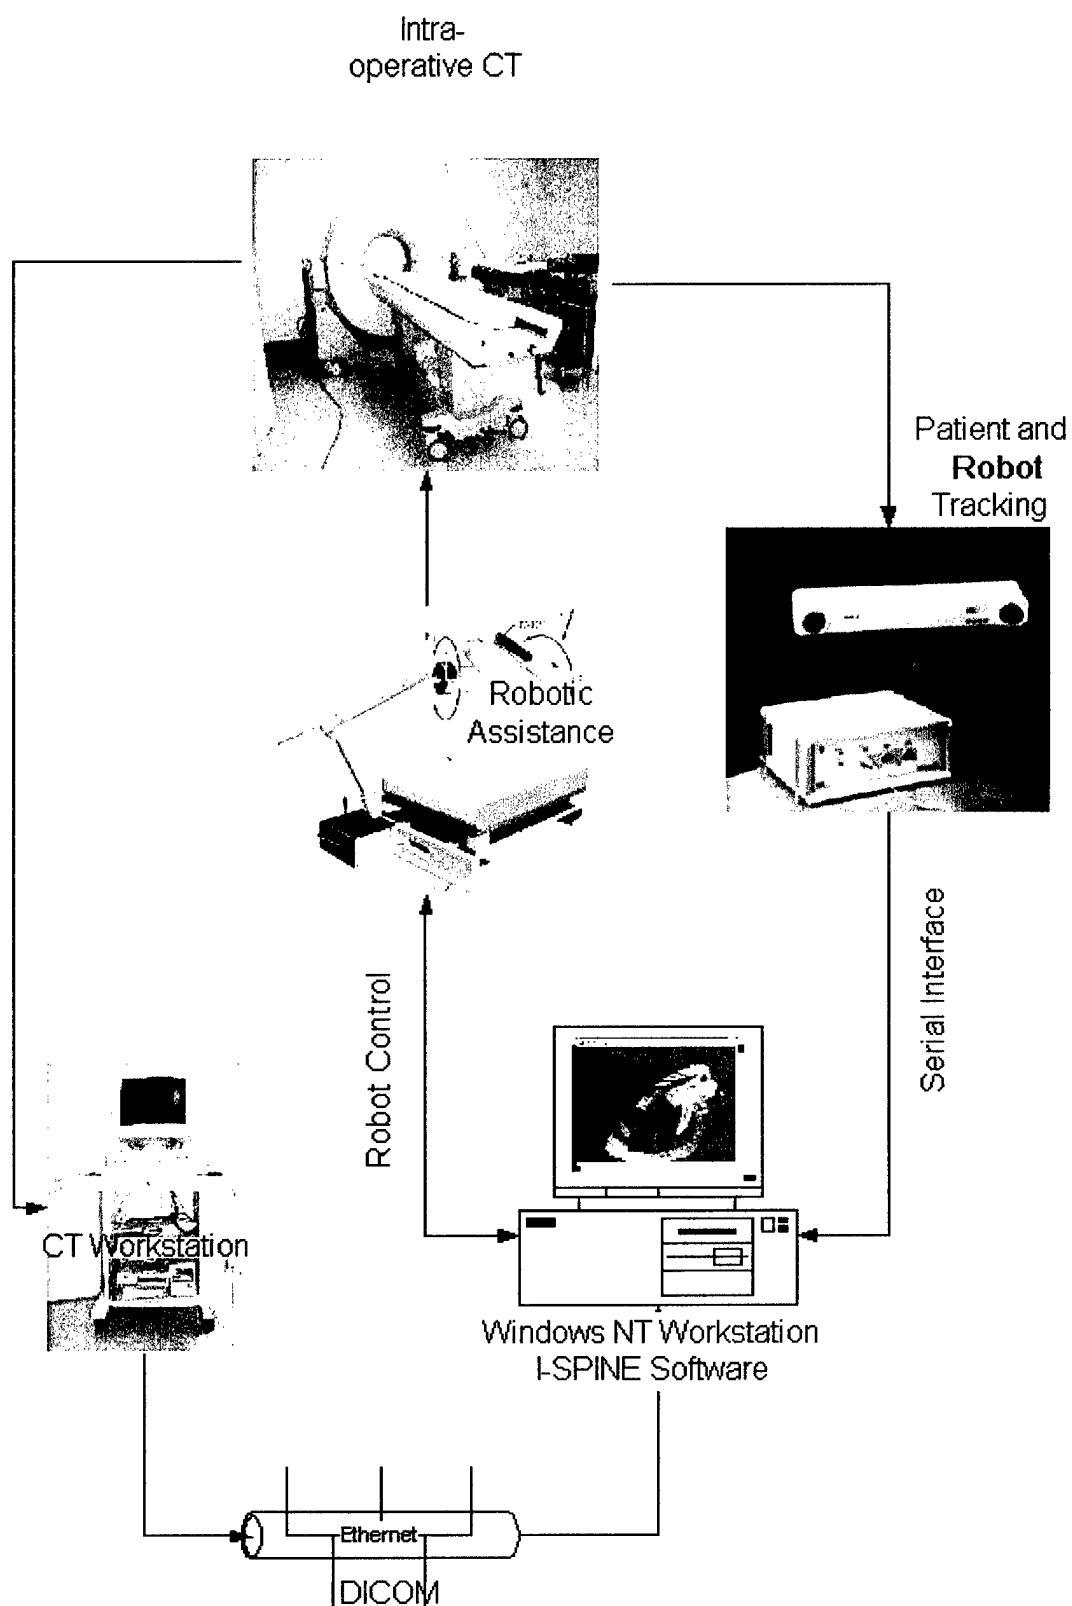 Intra-
operative CT
Patient and
Robot
Tracking
Robotic
Assistance
Serial Interface
Robot Control
CT Workstation
Windows NT Workstation
I-SPINE Software
Ethernet
DICOM